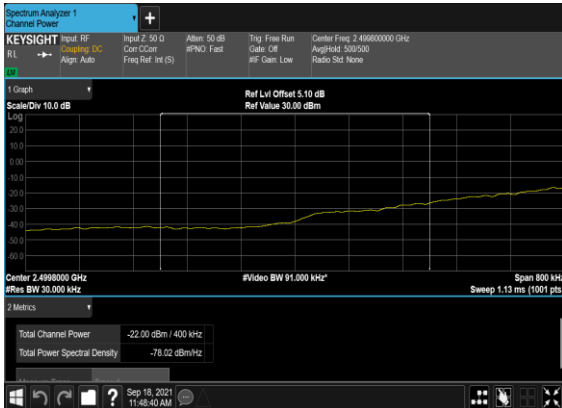 Spectrum Analyzer 1
Channel Power
KEYSIGHT Input: RF Input Z: 50 Ω Atten: 50 dB Trig: Free Run Center Freq: 2.499800000 GHz
RL Coupling: DC Corr CCorr #PNO: Fast Gate: Off Avg|Hold: 500/500
Align: Auto Freq Ref: Int (S) #IF Gain: Low Radio Std: None
1 Graph Ref Lvl Offset 5.10 dB
Scale/Div 10.0 dB Ref Value 30.00 dBm
Log
20.0
10.0
0.00
-10.0
-20.0
-30.0
-40.0
-50.0
-60.0
Center 2.4998000 GHz #Video BW 91.000 kHz* Span 800 kHz
#Res BW 30.000 kHz Sweep 1.13 ms (1001 pts)
2 Metrics
Total Channel Power -22.00 dBm / 400 kHz
Total Power Spectral Density -78.02 dBm/Hz
Sep 18, 2021
11:48:40 AM